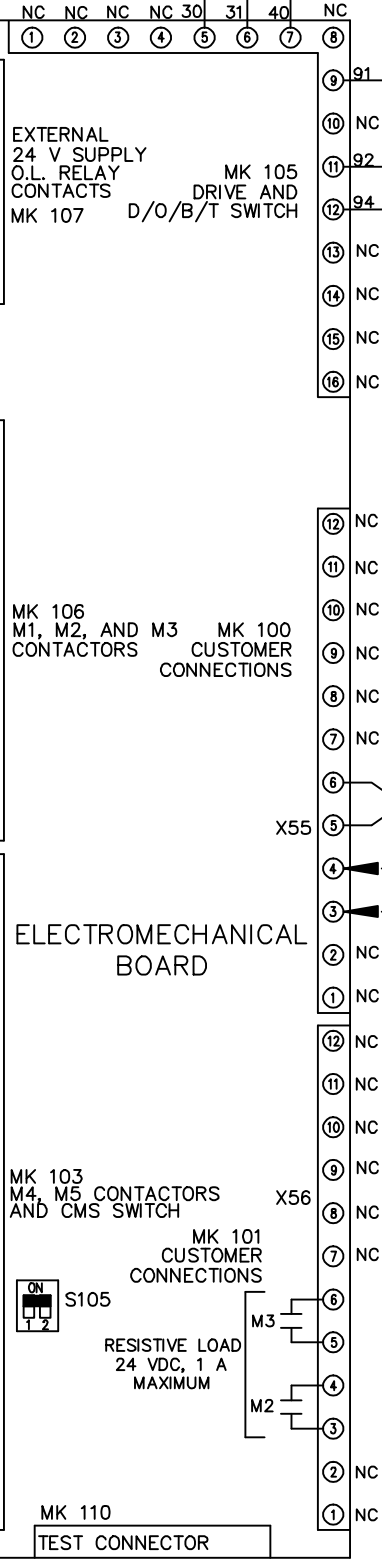 NC NC NC NC 30 31 40 NC
1 2 3 4 5 6 7 8
9 91
10 NC
11 92
12 94
13 NC
14 NC
15 NC
16 NC
EXTERNAL
24 V SUPPLY
O.L. RELAY
CONTACTS
MK 107
MK 105
DRIVE AND
D/O/B/T SWITCH
12 NC
11 NC
10 NC
9 NC
8 NC
7 NC
6
X55 5
4
3
2 NC
1 NC
MK 106
M1, M2, AND M3
CONTACTORS
MK 100
CUSTOMER
CONNECTIONS
ELECTROMECHANICAL
BOARD
12 NC
11 NC
10 NC
9 NC
X56
8 NC
7 NC
6
5
4
3
2 NC
1 NC
MK 103
M4, M5 CONTACTORS
AND CMS SWITCH
MK 101
CUSTOMER
CONNECTIONS
ON
1 2
S105
M3
RESISTIVE LOAD
24 VDC, 1 A
MAXIMUM
M2
MK 110
TEST CONNECTOR